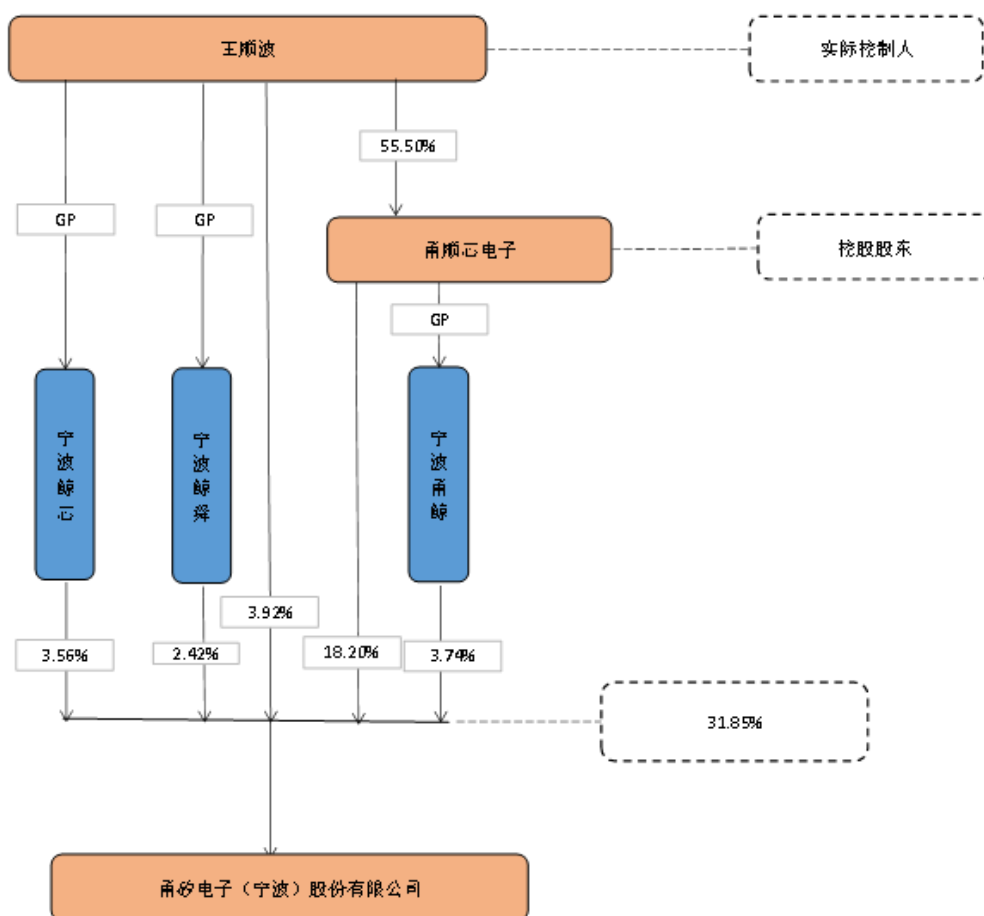 王顺波
实际控制人
55.50%
GP
GP
甬顺芯电子
控股股东
GP
宁波鲸芯
宁波鲸舜
宁波甬鲸
3.92%
3.56%
2.42%
18.20%
3.74%
31.85%
甬矽电子（宁波）股份有限公司